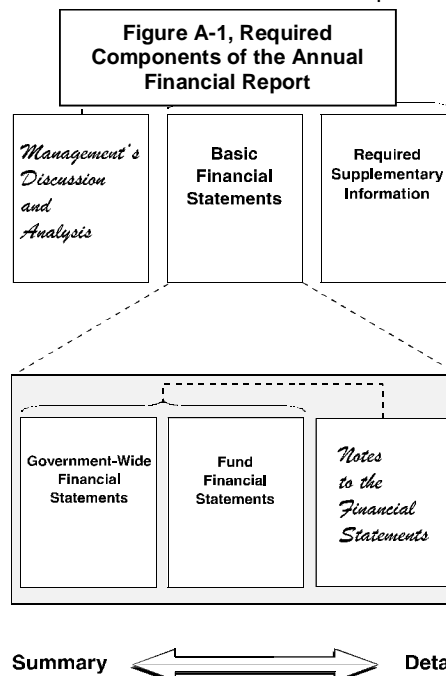 Figure A-1, Required
Components of the Annual
Financial Report
Management's
Discussion
and
Analysis
Basic
Financial
Statements
Required
Supplementary
Information
Government-Wide
Financial
Statements
Fund
Financial
Statements
Notes
to the
Financial
Statements
Summary
Deta